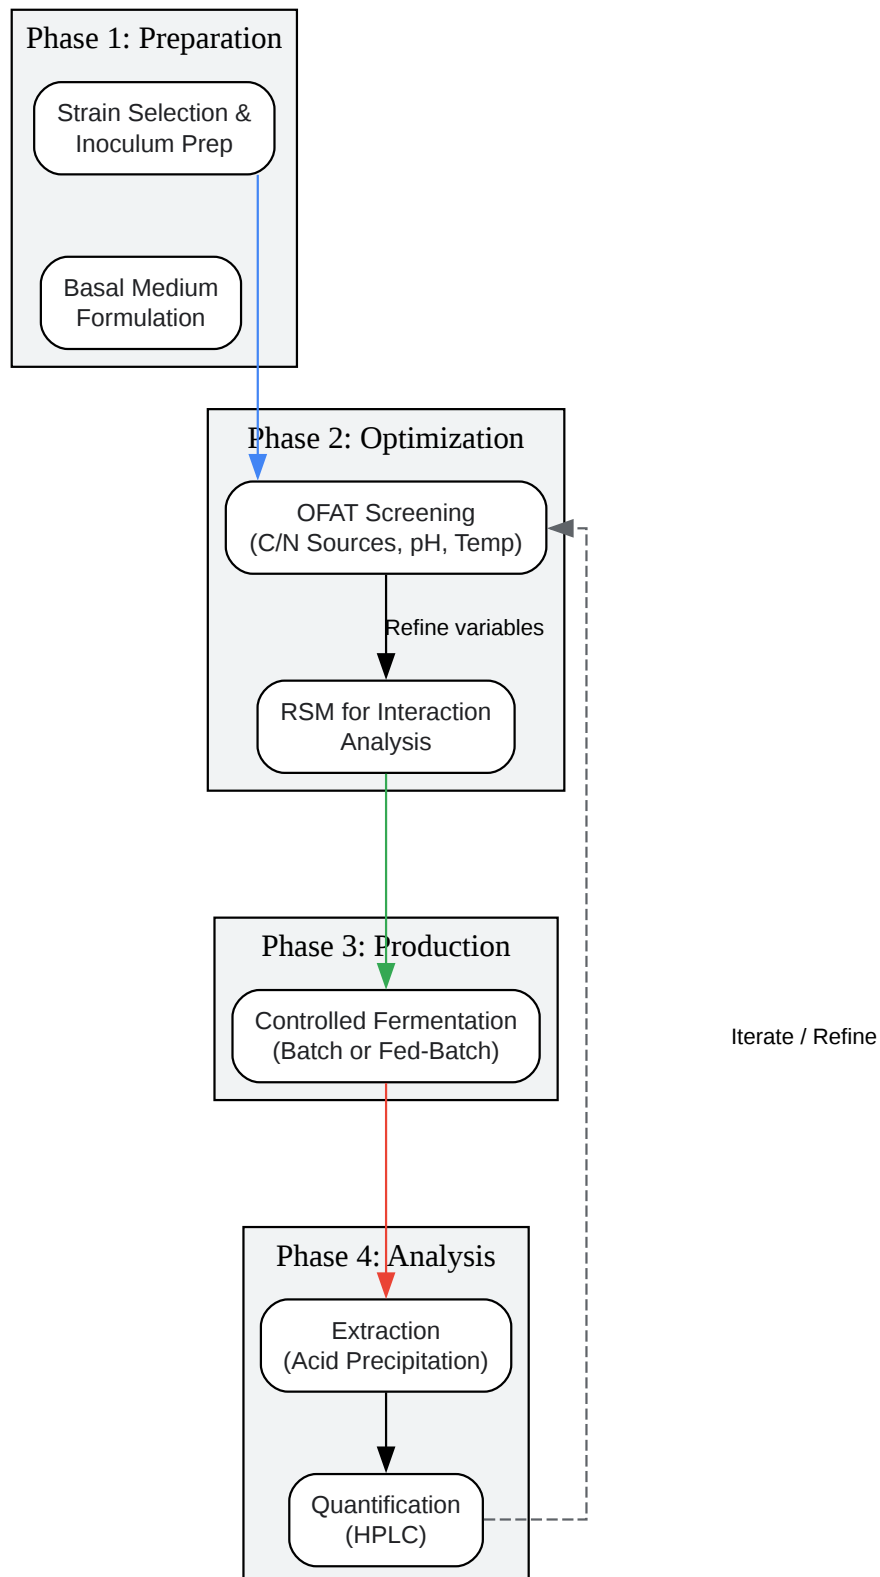 Phase 1: Preparation
Strain Selection &
Inoculum Prep
Basal Medium
Formulation
Phase 2: Optimization
OFAT Screening
(C/N Sources, pH, Temp)
Refine variables
RSM for Interaction
Analysis
Phase 3: Production
Controlled Fermentation
(Batch or Fed-Batch)
Iterate / Refine
Phase 4: Analysis
Extraction
(Acid Precipitation)
Quantification
(HPLC)